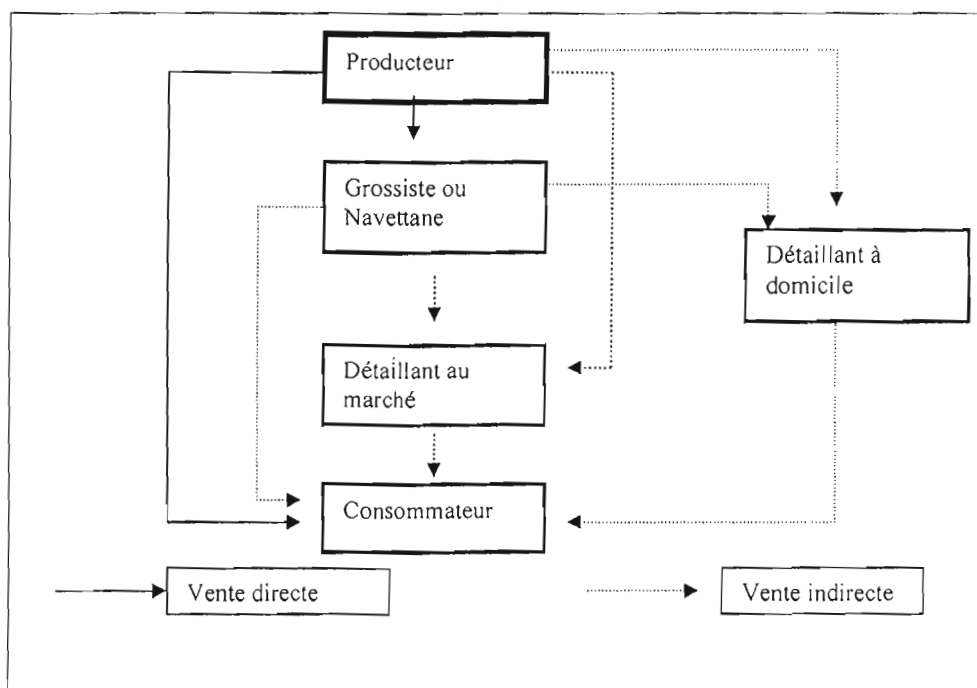 Producteur
Grossiste ou
Navettane
Détaillant à
domicile
Détaillant au
marché
Consommateur
Vente directe
Vente indirecte